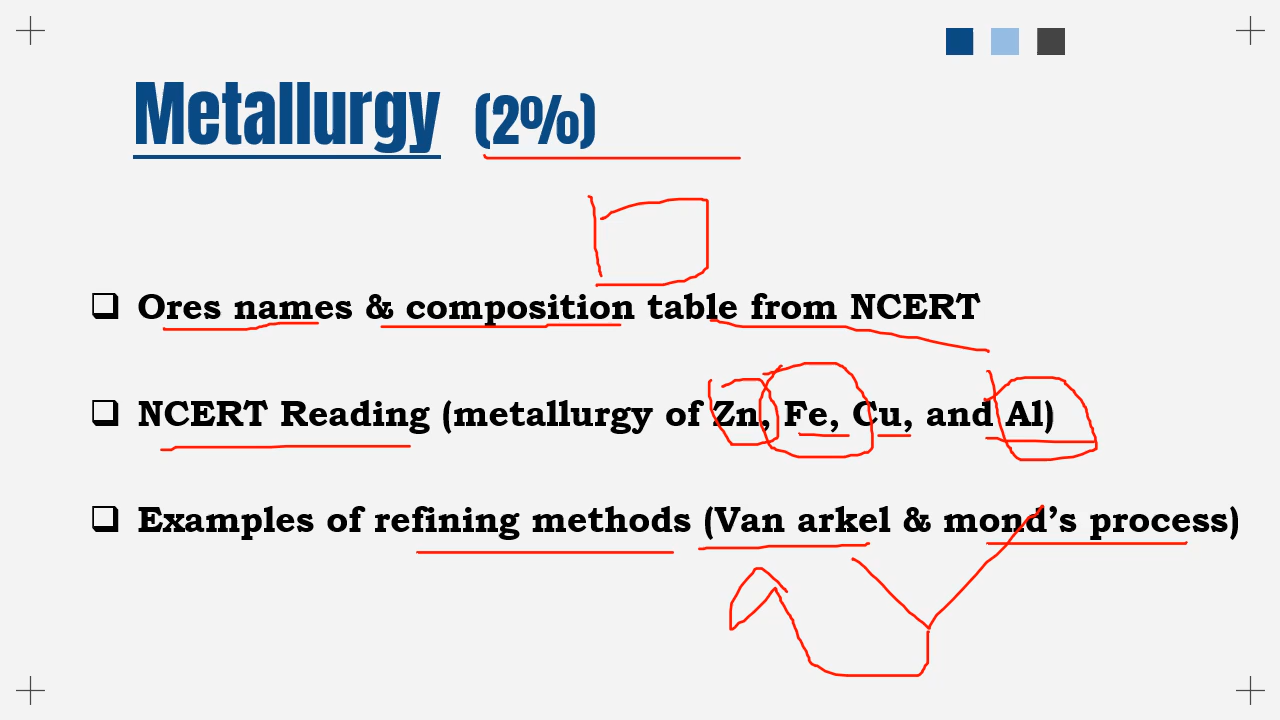 Metallurgy (2%)
❑ Ores names & composition table from NCERT
❑ NCERT Reading (metallurgy of Zn, Fe, Cu, and Al)
❑ Examples of refining methods (Van arkel & mond’s process)